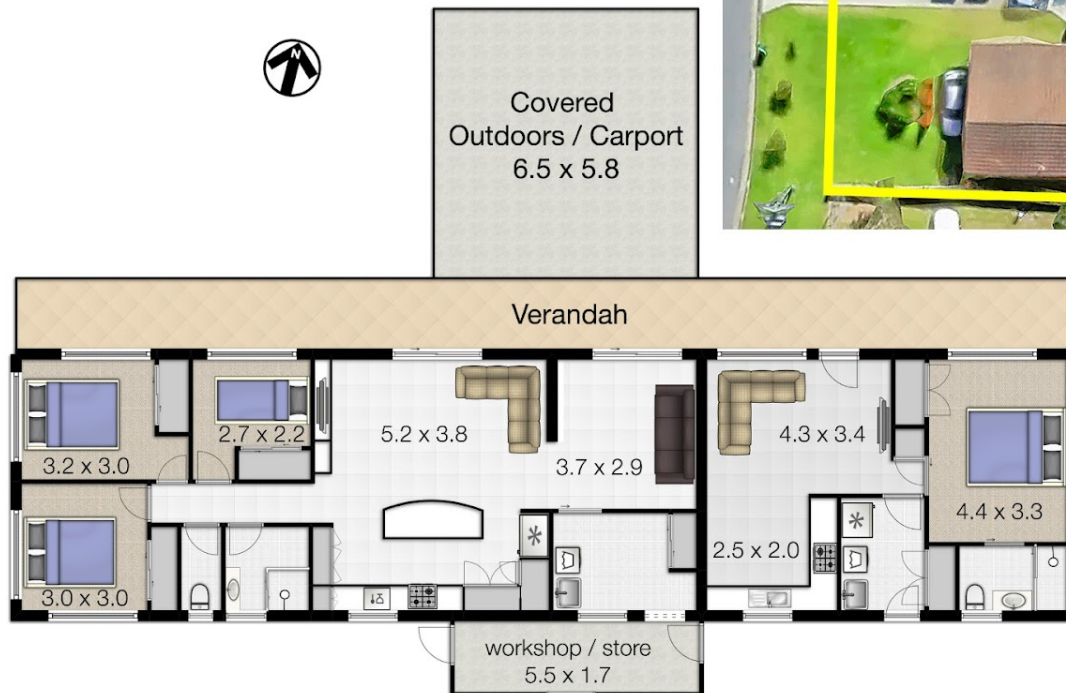 N
Covered
Outdoors / Carport
6.5 x 5.8
Verandah
3.2 x 3.0
2.7 x 2.2
5.2 x 3.8
3.7 x 2.9
4.3 x 3.4
4.4 x 3.3
2.5 x 2.0
3.0 x 3.0
workshop / store
5.5 x 1.7